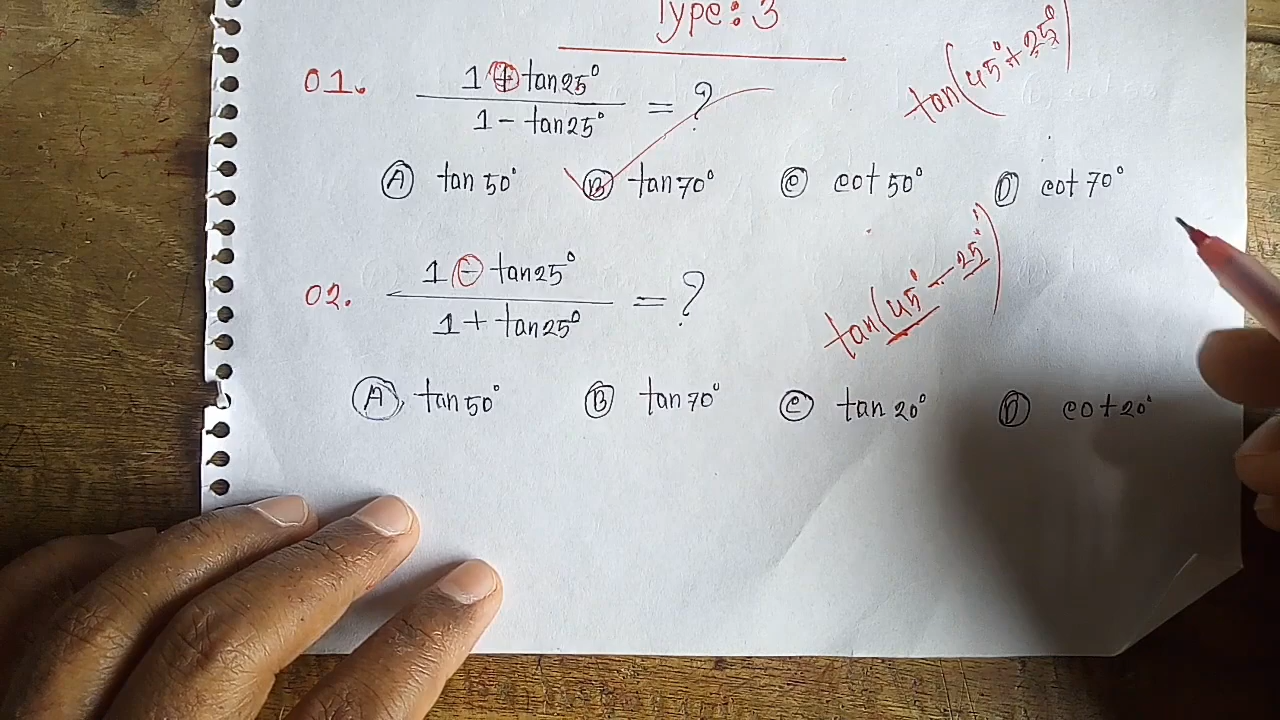 Type: 3
01. (1 + tan25°)/(1 - tan25°) = ?
tan(45° + 25°)
A tan 50° B tan 70° C cot 50° D cot 70°
02. (1 - tan25°)/(1 + tan25°) = ?
tan(45° - 25°)
A tan 50° B tan 70° C tan 20° D cot 20°